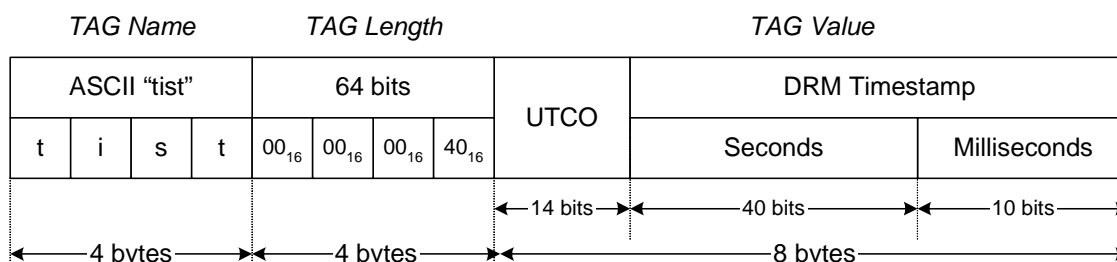 TAG Name TAG Length TAG Value
ASCII “tist” 64 bits UTCO DRM Timestamp
t i s t 00₁₆ 00₁₆ 00₁₆ 40₁₆ Seconds Milliseconds
14 bits 40 bits 10 bits
4 bytes 4 bytes 8 bytes